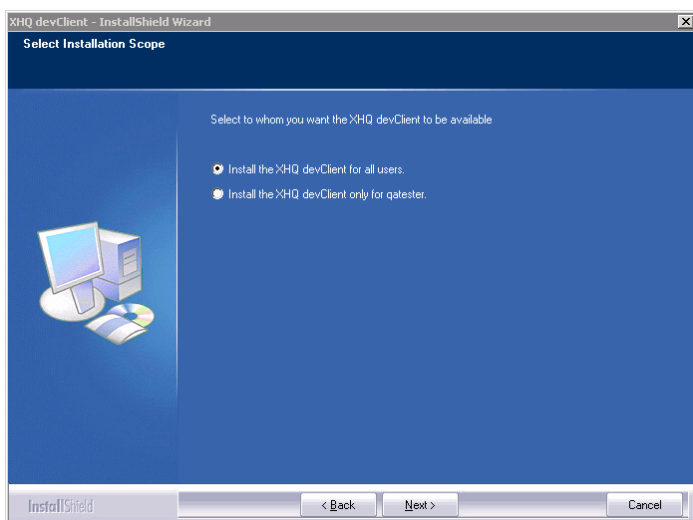 XHQ devClient - InstallShield Wizard
Select Installation Scope
Select to whom you want the XHQ devClient to be available
Install the XHQ devClient for all users.
Install the XHQ devClient only for qatester.
InstallShield
< Back
Next >
Cancel